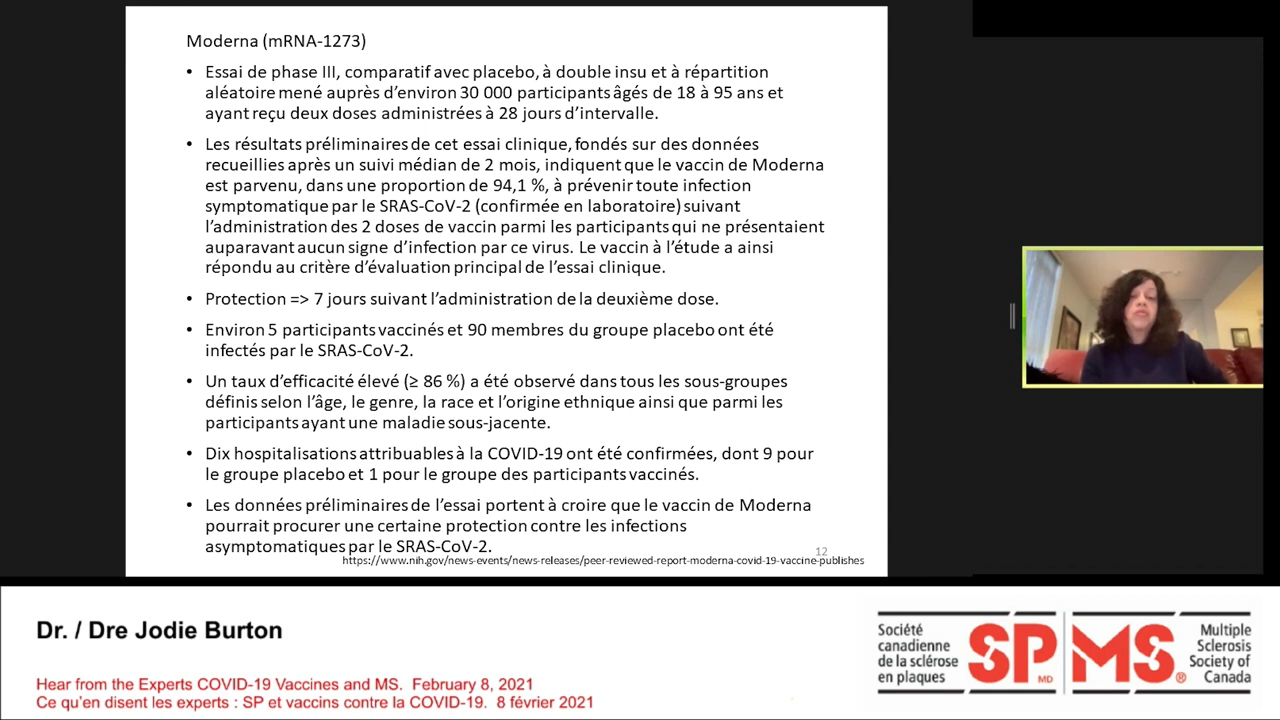 Moderna (mRNA-1273)
• Essai de phase III, comparatif avec placebo, à double insu et à répartition
aléatoire mené auprès d’environ 30 000 participants âgés de 18 à 95 ans et
ayant reçu deux doses administrées à 28 jours d’intervalle.
• Les résultats préliminaires de cet essai clinique, fondés sur des données
recueillies après un suivi médian de 2 mois, indiquent que le vaccin de Moderna
est parvenu, dans une proportion de 94,1 %, à prévenir toute infection
symptomatique par le SRAS-CoV-2 (confirmée en laboratoire) suivant
l’administration des 2 doses de vaccin parmi les participants qui ne présentaient
auparavant aucun signe d’infection par ce virus. Le vaccin à l’étude a ainsi
répondu au critère d’évaluation principal de l’essai clinique.
• Protection => 7 jours suivant l’administration de la deuxième dose.
• Environ 5 participants vaccinés et 90 membres du groupe placebo ont été
infectés par le SRAS-CoV-2.
• Un taux d’efficacité élevé (≥ 86 %) a été observé dans tous les sous-groupes
définis selon l’âge, le genre, la race et l’origine ethnique ainsi que parmi les
participants ayant une maladie sous-jacente.
• Dix hospitalisations attribuables à la COVID-19 ont été confirmées, dont 9 pour
le groupe placebo et 1 pour le groupe des participants vaccinés.
• Les données préliminaires de l’essai portent à croire que le vaccin de Moderna
pourrait procurer une certaine protection contre les infections
asymptomatiques par le SRAS-CoV-2.
12
https://www.nih.gov/news-events/news-releases/peer-reviewed-report-moderna-covid-19-vaccine-publishes
Dr. / Dre Jodie Burton
Hear from the Experts COVID-19 Vaccines and MS. February 8, 2021
Ce qu'en disent les experts : SP et vaccins contre la COVID-19. 8 février 2021
Société
canadienne
de la sclérose
en plaques
SP MD
MS ®
Multiple
Sclerosis
Society of
Canada